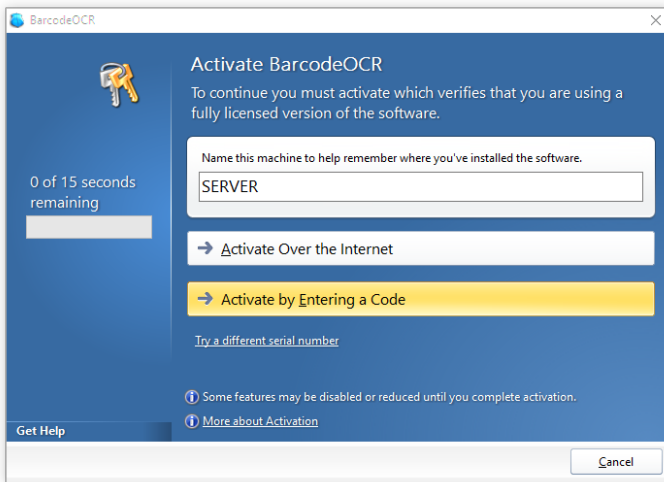 BarcodeOCR
Activate BarcodeOCR
To continue you must activate which verifies that you are using a
fully licensed version of the software.
Name this machine to help remember where you've installed the software.
SERVER
0 of 15 seconds
remaining
Activate Over the Internet
Activate by Entering a Code
Try a different serial number
Some features may be disabled or reduced until you complete activation.
More about Activation
Get Help
Cancel